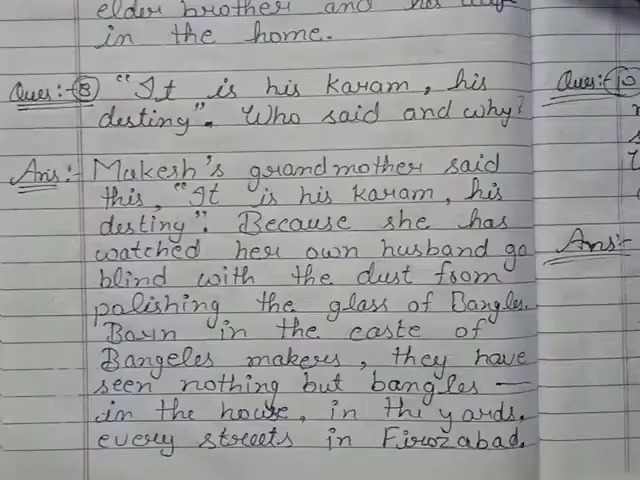 elder brother and his wife
in the home.
Ques:- 8 "It is his karam, his
destiny". Who said and why?
Ans:- Mukesh's grandmother said
this, "It is his karam, his
destiny". Because she has
watched her own husband go
blind with the dust from
polishing the glass of Bangles.
Born in the caste of
Bangeles makers, they have
seen nothing but bangles —
in the house, in the yards,
every streets in Firozabad.
Ques:- 10
Ans:-